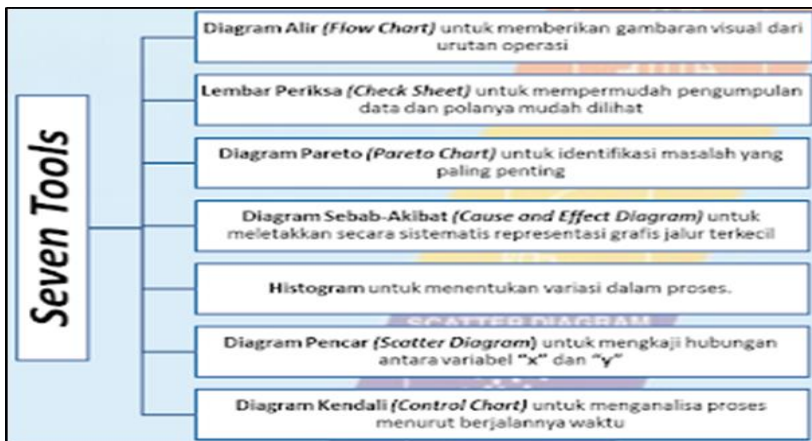 Seven Tools
Diagram Alir (Flow Chart) untuk memberikan gambaran visual dari
urutan operasi
Lembar Periksa (Check Sheet) untuk mempermudah pengumpulan
data dan polanya mudah dilihat
Diagram Pareto (Pareto Chart) untuk identifikasi masalah yang
paling penting
Diagram Sebab-Akibat (Cause and Effect Diagram) untuk
meletakkan secara sistematis representasi grafis jalur terkecil
Histogram untuk menentukan variasi dalam proses.
SCATTER DIAGRAM
Diagram Pencar (Scatter Diagram) untuk mengkaji hubungan
antara variabel "x" dan "y"
Diagram Kendali (Control Chart) untuk menganalisa proses
menurut berjalannya waktu